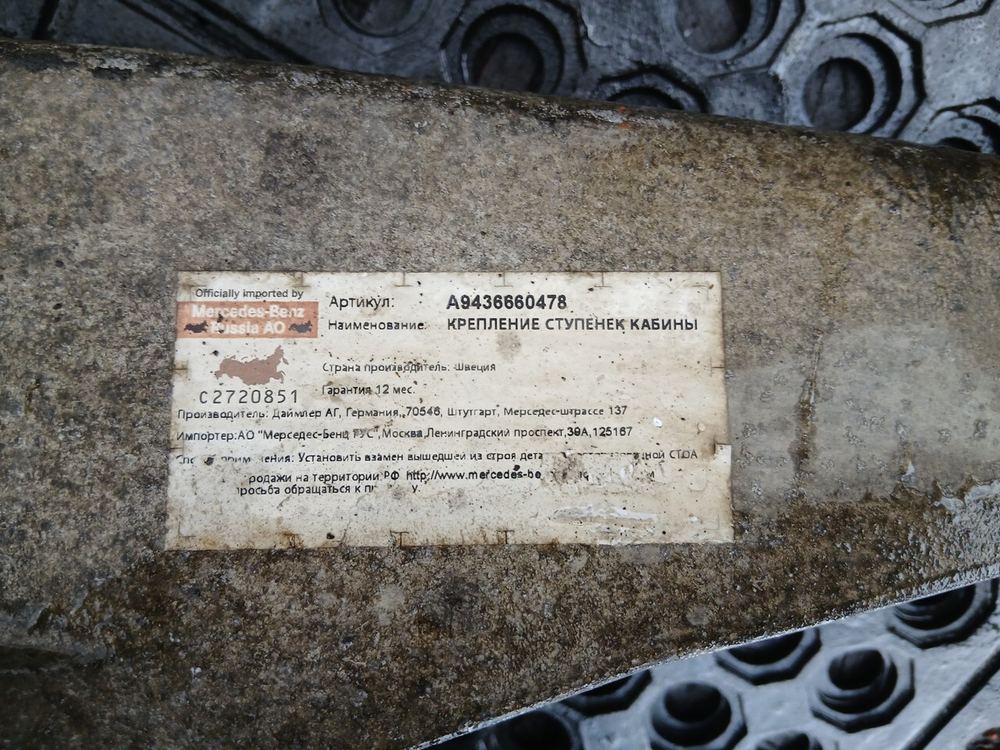 Officially imported by
Mercedes-Benz
Russia AO
C2720851
Артикул: A9436660478
Наименование: КРЕПЛЕНИЕ СТУПЕНЕК КАБИНЫ
Страна производитель: Швеция
Гарантия 12 мес.
Производитель: Даймлер АГ, Германия, 70546, Штутгарт, Мерседес-штрассе 137
Импортер:АО "Мерседес-Бенц РУС",Москва,Ленинградский проспект,39А,125167
Установить взамен вышедшей из строя СТОА
на территории РФ http://www.mercedes-be
обращаться к